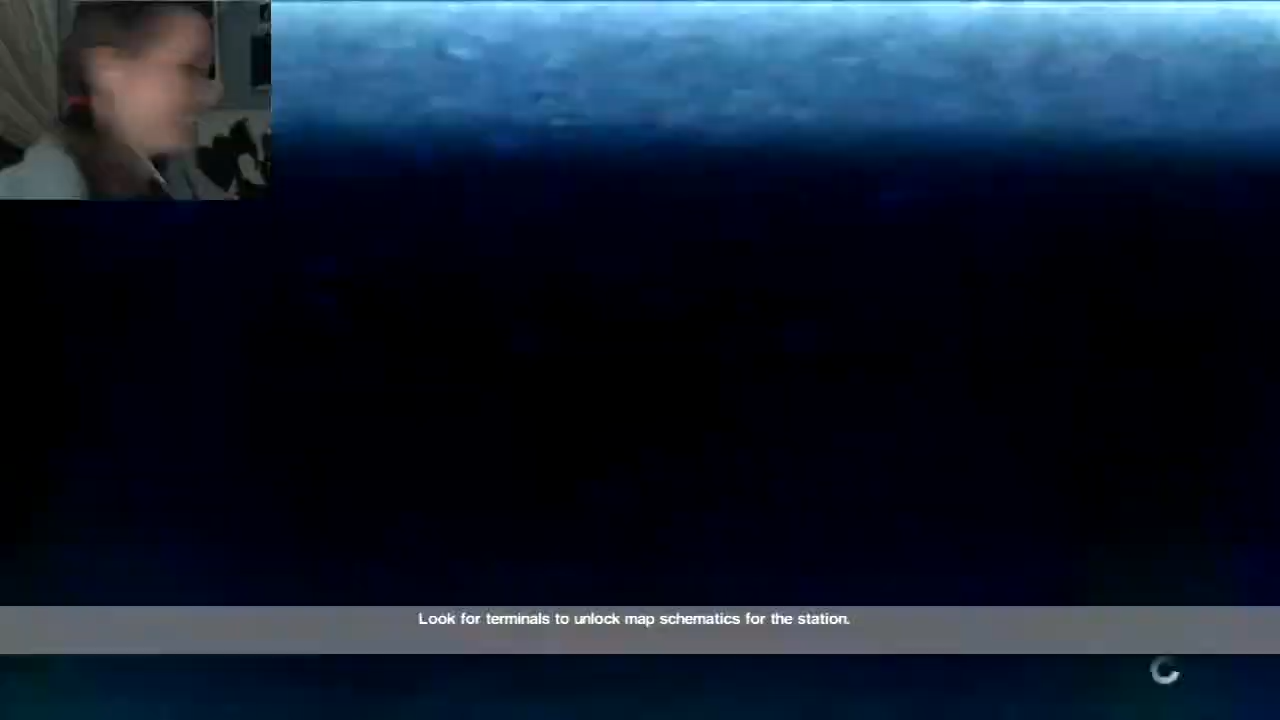 Look for terminals to unlock map schematics for the station.